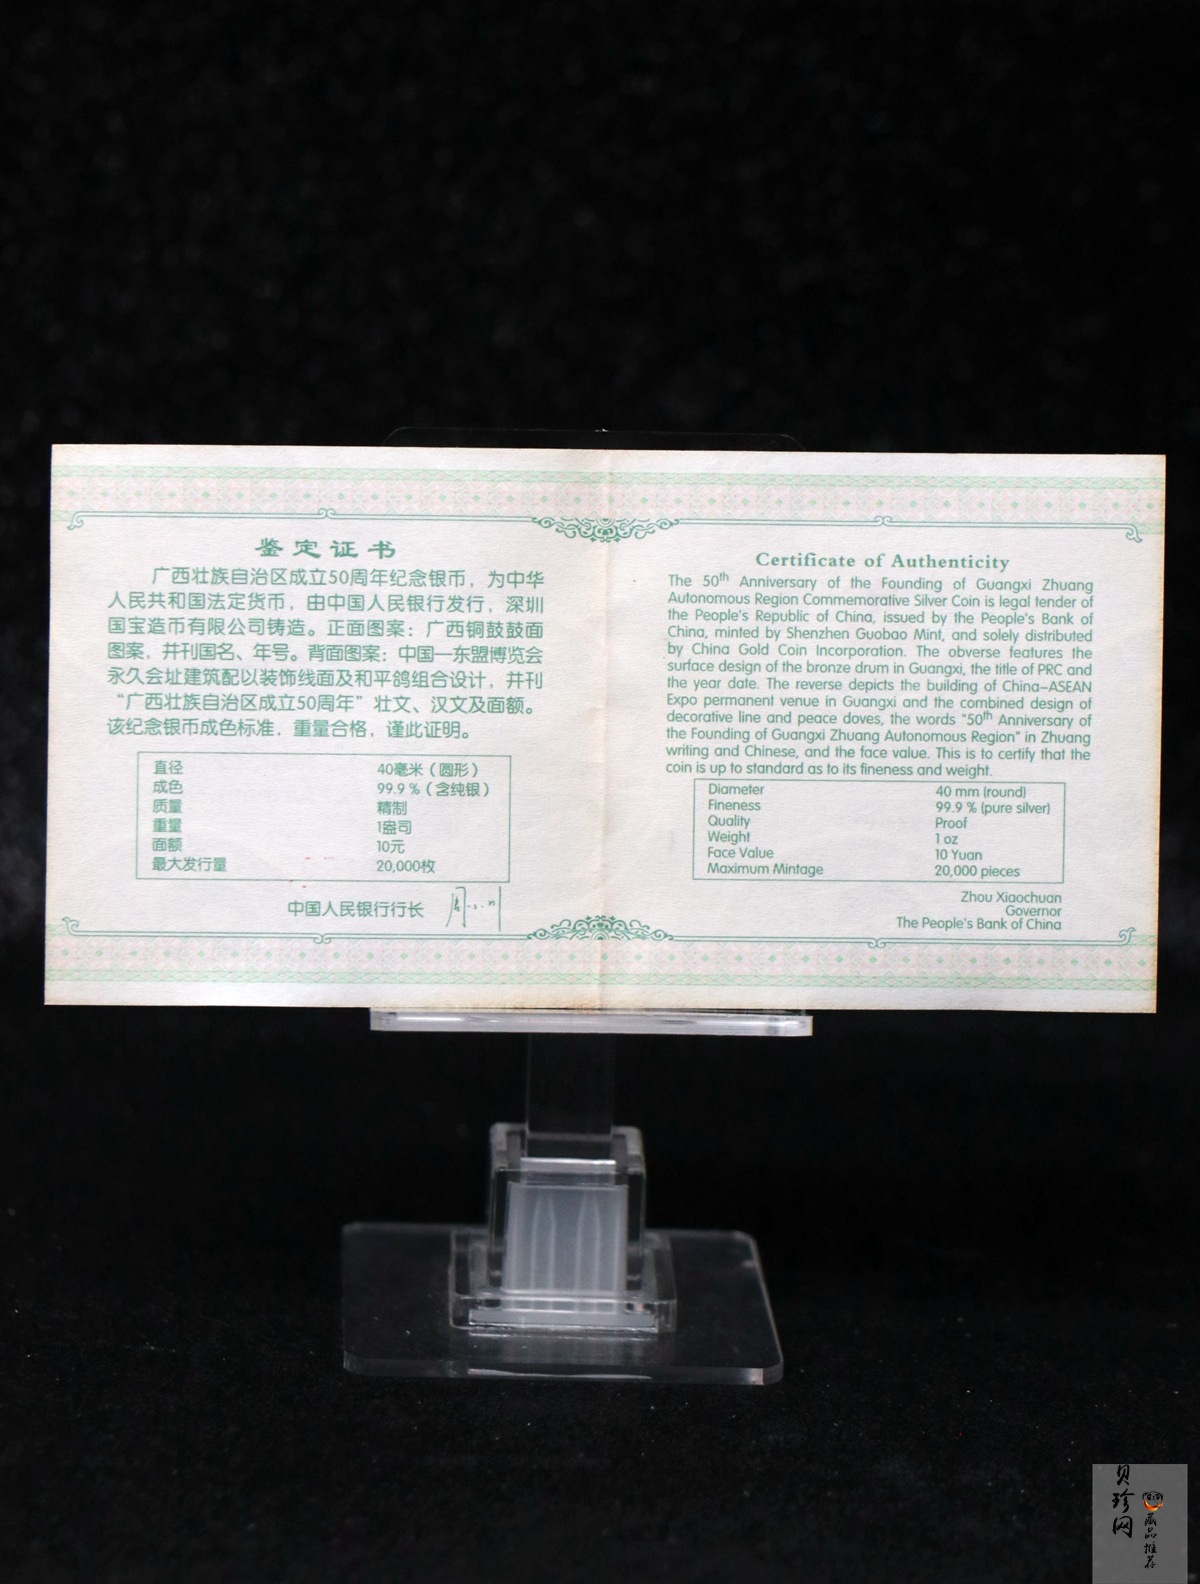 鉴定证书
广西壮族自治区成立50周年纪念银币，为中华
人民共和国法定货币，由中国人民银行发行，深圳
国宝造币有限公司铸造。正面图案：广西铜鼓鼓面
图案，并刊国名、年号。背面图案：中国—东盟博览会
永久会址建筑配以装饰线面及和平鸽组合设计，并刊
“广西壮族自治区成立50周年”壮文、汉文及面额。
该纪念银币成色标准，重量合格，谨此证明。
直径 40毫米（圆形）
成色 99.9 %（含纯银）
质量 精制
重量 1盎司
面额 10元
最大发行量 20,000枚
中国人民银行行长
Certificate of Authenticity
The 50th Anniversary of the Founding of Guangxi Zhuang
Autonomous Region Commemorative Silver Coin is legal tender of
the People's Republic of China, issued by the People's Bank of
China, minted by Shenzhen Guobao Mint, and solely distributed
by China Gold Coin Incorporation. The obverse features the
surface design of the bronze drum in Guangxi, the title of PRC and
the year date. The reverse depicts the building of China–ASEAN
Expo permanent venue in Guangxi and the combined design of
decorative line and peace doves, the words "50th Anniversary of
the Founding of Guangxi Zhuang Autonomous Region" in Zhuang
writing and Chinese, and the face value. This is to certify that the
coin is up to standard as to its fineness and weight.
Diameter 40 mm (round)
Fineness 99.9 % (pure silver)
Quality Proof
Weight 1 oz
Face Value 10 Yuan
Maximum Mintage 20,000 pieces
Zhou Xiaochuan
Governor
The People's Bank of China
贝珍网
藏品推荐